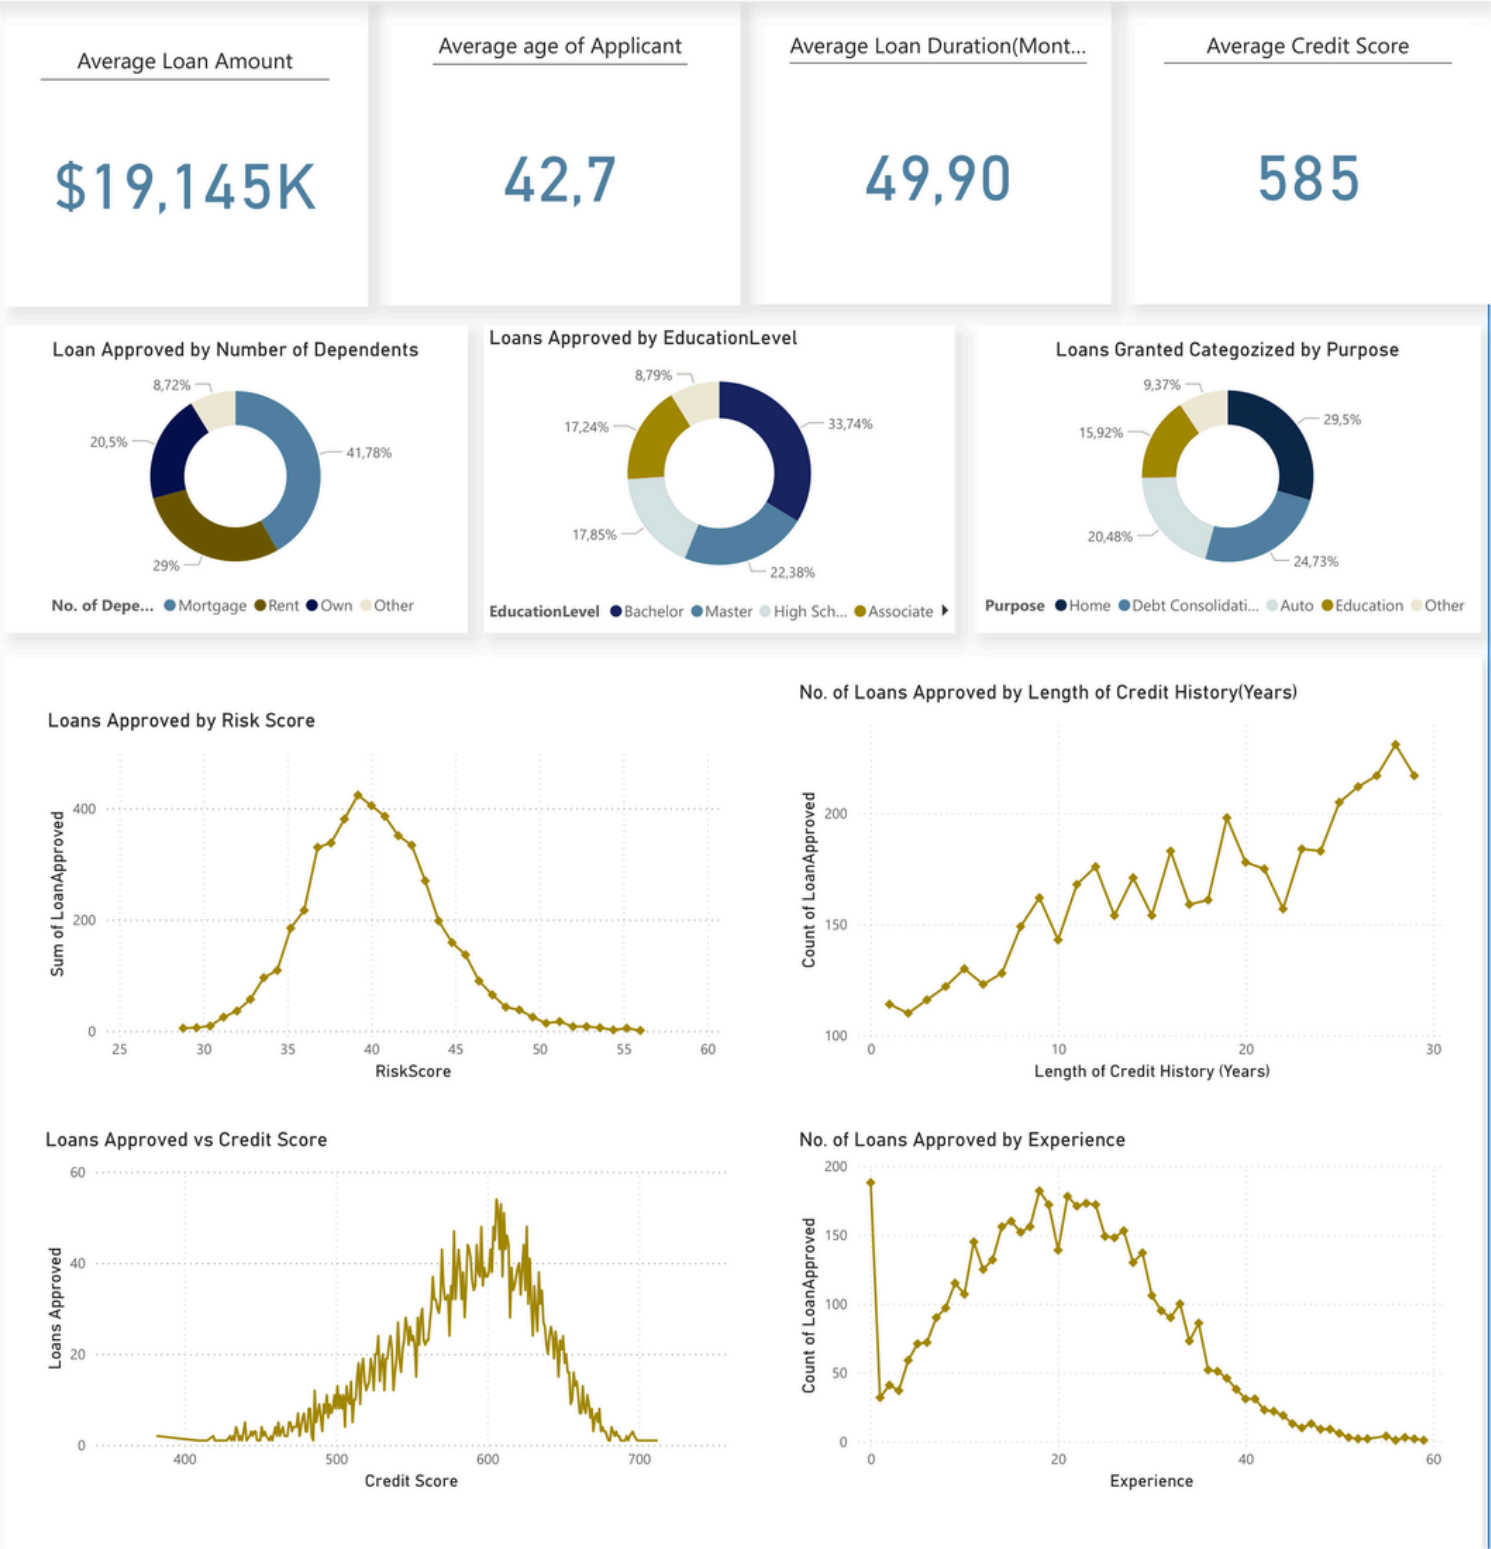 Average Loan Amount
$19,145K
Average age of Applicant
42,7
Average Loan Duration(Mont...
49,90
Average Credit Score
585
Loan Approved by Number of Dependents
8,72%
20,5%
41,78%
29%
No. of Depe... Mortgage Rent Own Other
Loans Approved by EducationLevel
8,79%
17,24%
33,74%
17,85%
22,38%
EducationLevel Bachelor Master High Sch... Associate
Loans Granted Categozized by Purpose
9,37%
29,5%
15,92%
20,48%
24,73%
Purpose Home Debt Consolidati... Auto Education Other
Loans Approved by Risk Score
Sum of LoanApproved
400
200
0
25 30 35 40 45 50 55 60
RiskScore
No. of Loans Approved by Length of Credit History(Years)
Count of LoanApproved
200
150
100
0 10 20 30
Length of Credit History (Years)
Loans Approved vs Credit Score
Loans Approved
60
40
20
0
400 500 600 700
Credit Score
No. of Loans Approved by Experience
Count of LoanApproved
200
150
100
50
0
0 20 40 60
Experience